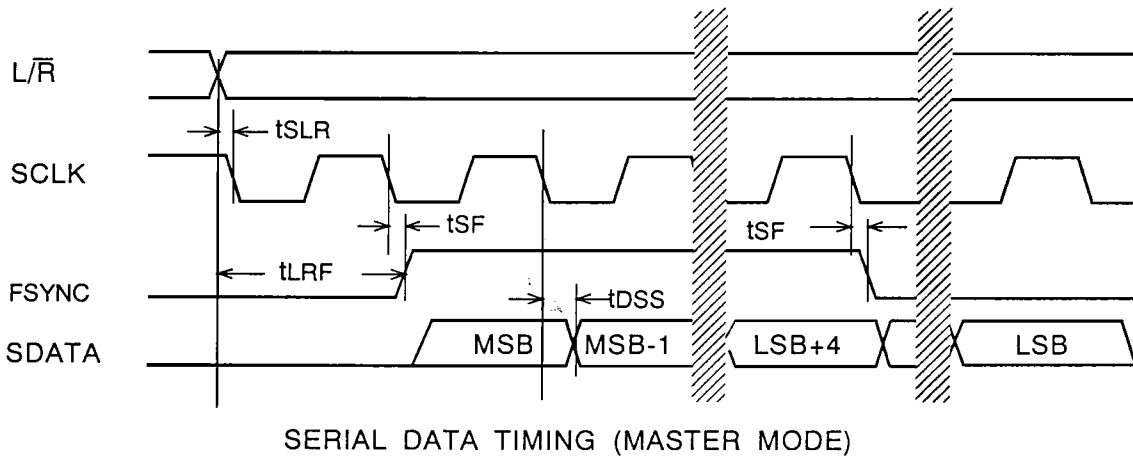 L/R̅
tSLR
SCLK
tSF
tSF
tLRF
FSYNC
tDSS
SDATA
MSB
MSB-1
LSB+4
LSB
SERIAL DATA TIMING (MASTER MODE)